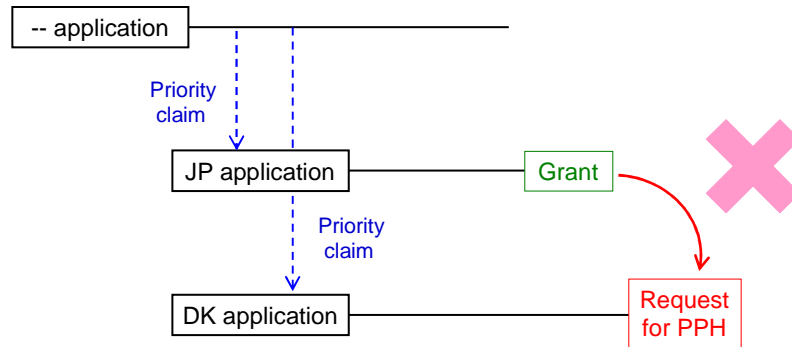 -- application
Priority
claim
JP application
Grant
Priority
claim
DK application
Request
for PPH